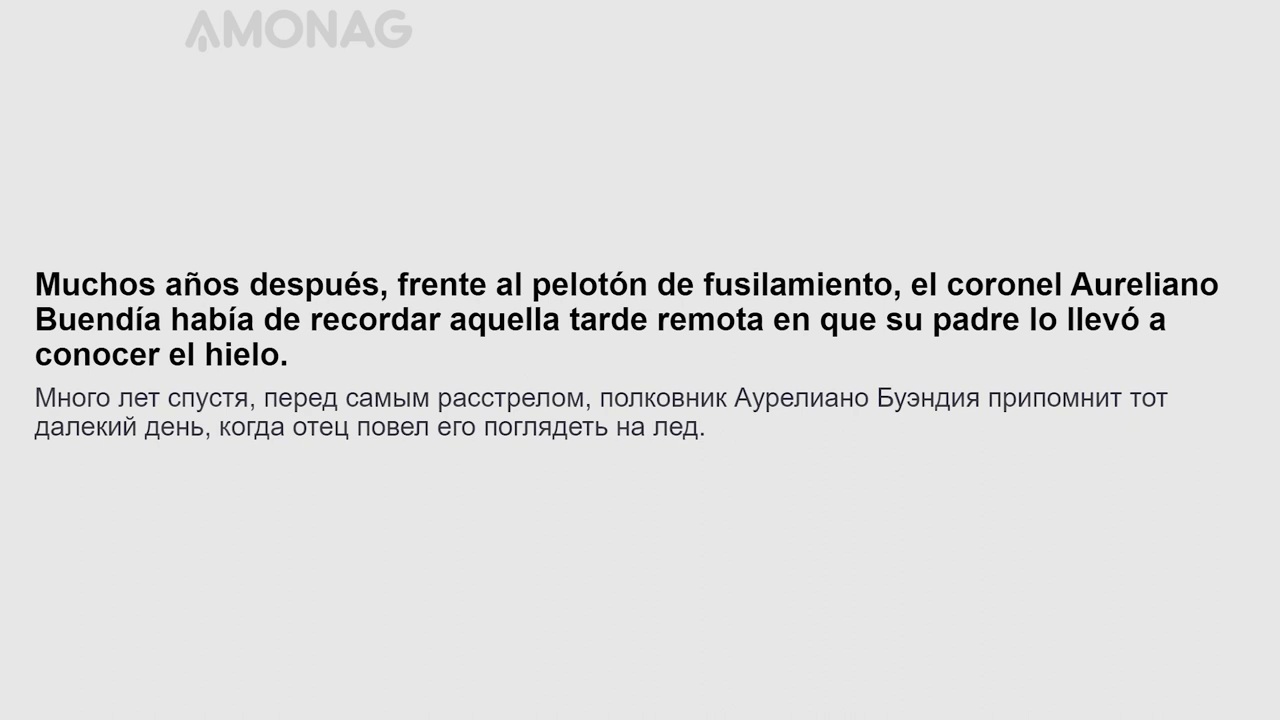 AMONAG
Muchos años después, frente al pelotón de fusilamiento, el coronel Aureliano
Buendía había de recordar aquella tarde remota en que su padre lo llevó a
conocer el hielo.
Много лет спустя, перед самым расстрелом, полковник Аурелиано Буэндия припомнит тот
далекий день, когда отец повел его поглядеть на лед.